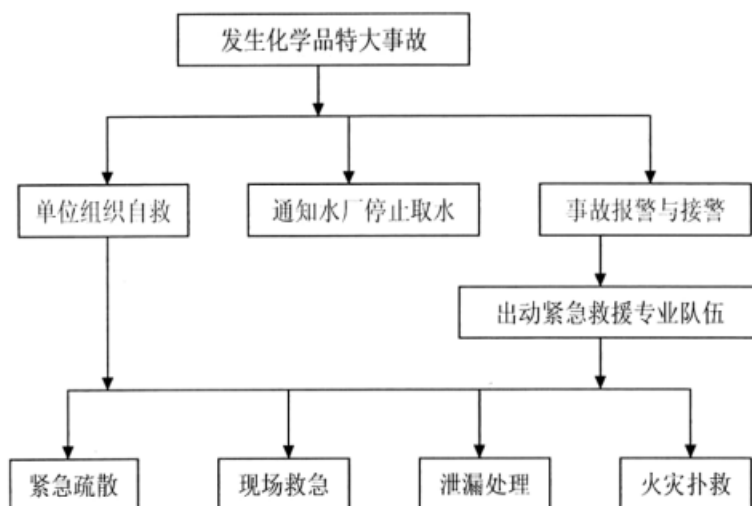 发生化学品特大事故
单位组织自救
通知水厂停止取水
事故报警与接警
出动紧急救援专业队伍
紧急疏散
现场救急
泄漏处理
火灾扑救